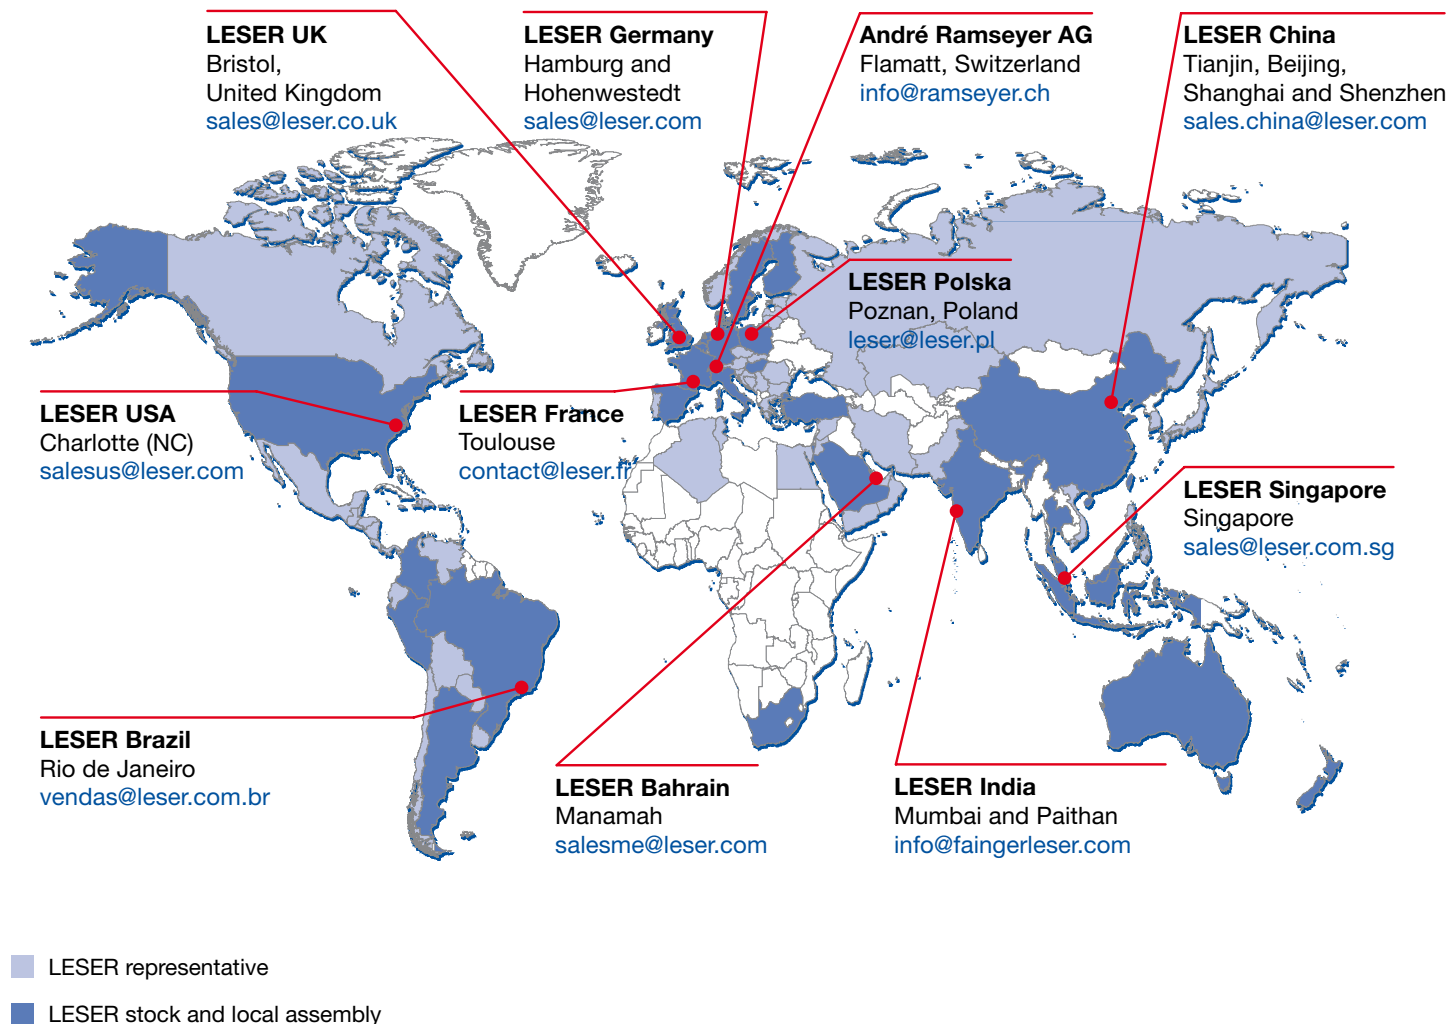 LESER UK
Bristol,
United Kingdom
sales@leser.co.uk
LESER Germany
Hamburg and
Hohenwestedt
sales@leser.com
André Ramseyer AG
Flamatt, Switzerland
info@ramseyer.ch
LESER China
Tianjin, Beijing,
Shanghai and Shenzhen
sales.china@leser.com
LESER Polska
Poznan, Poland
leser@leser.pl
LESER USA
Charlotte (NC)
salesus@leser.com
LESER France
Toulouse
contact@leser.fr
LESER Singapore
Singapore
sales@leser.com.sg
LESER Brazil
Rio de Janeiro
vendas@leser.com.br
LESER Bahrain
Manamah
salesme@leser.com
LESER India
Mumbai and Paithan
info@faingerleser.com
LESER representative
LESER stock and local assembly